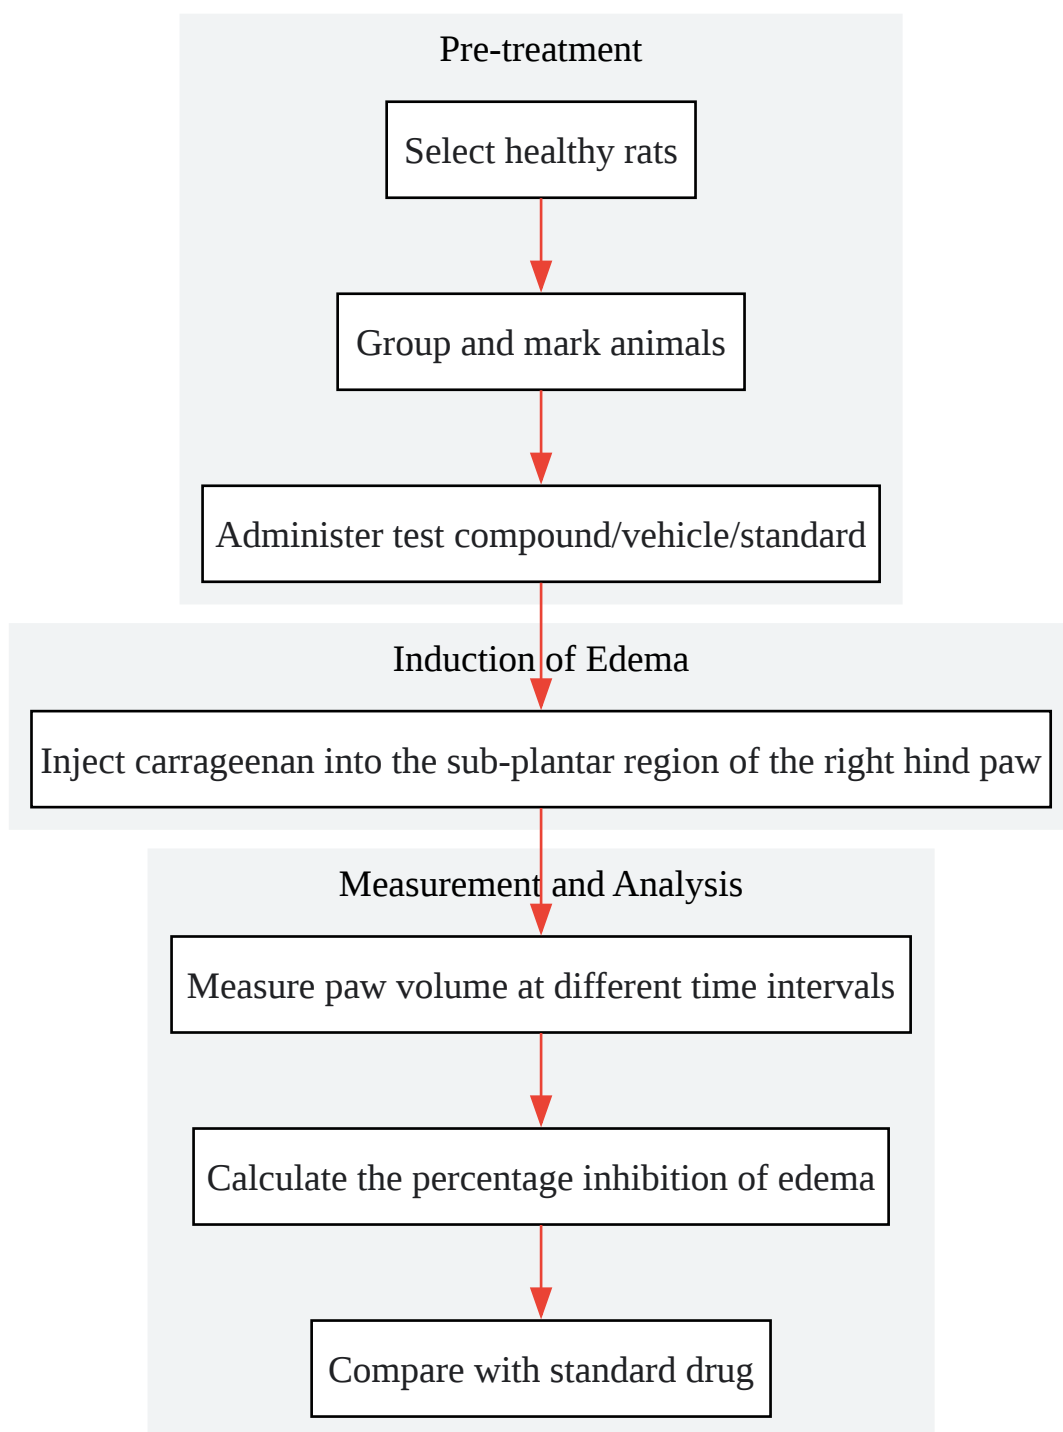 Pre-treatment
Select healthy rats
Group and mark animals
Administer test compound/vehicle/standard
Induction of Edema
Inject carrageenan into the sub-plantar region of the right hind paw
Measurement and Analysis
Measure paw volume at different time intervals
Calculate the percentage inhibition of edema
Compare with standard drug